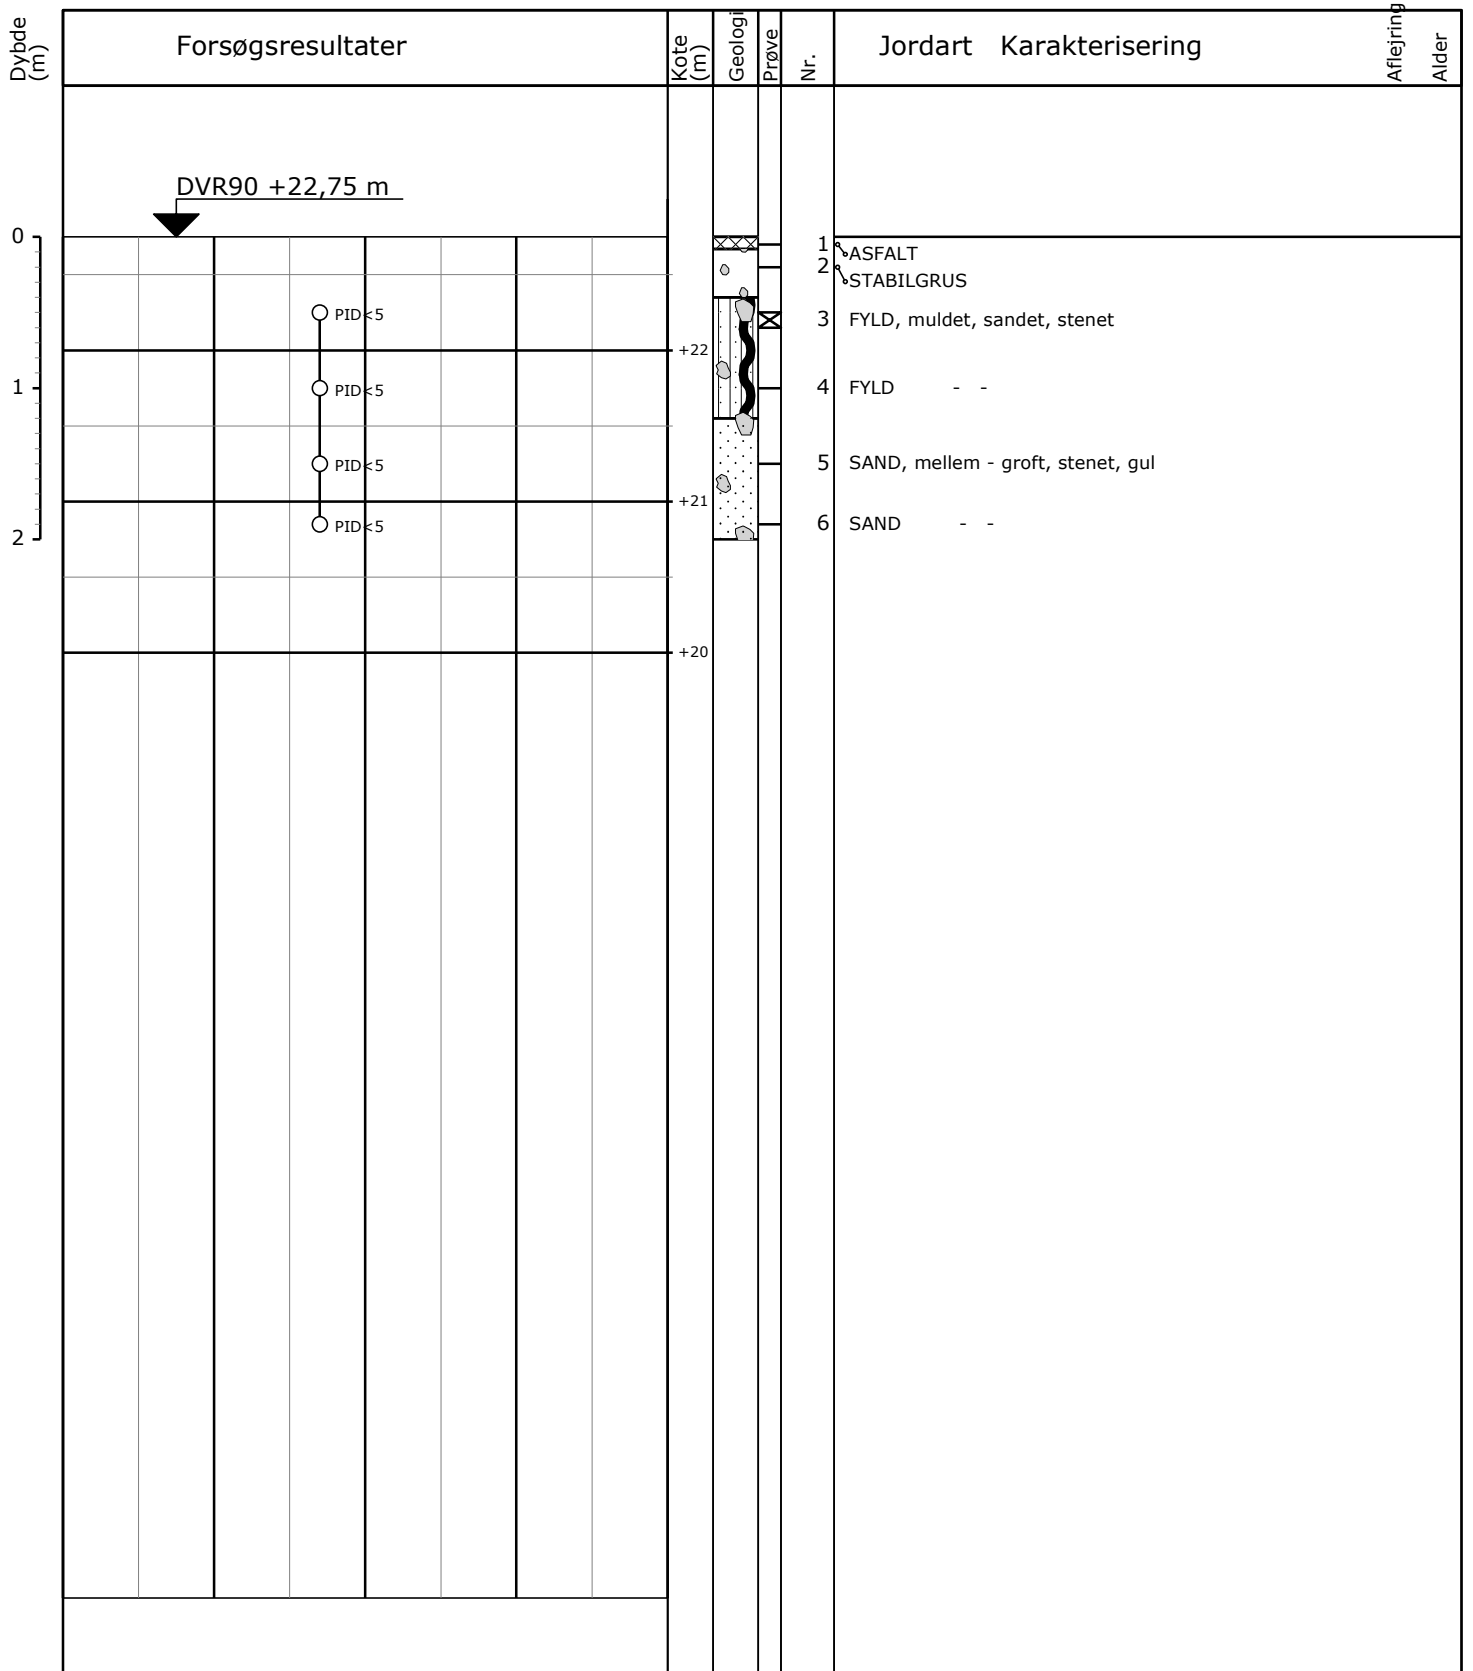 Dybde (m)
Forsøgsresultater
Kote (m)
Geologi
Prøve
Nr.
Jordart Karakterisering
Aflejring
Alder
DVR90 +22,75 m
0
1 ASFALT
2 STABILGRUS
PID<5
3 FYLD, muldet, sandet, stenet
+22
1
PID<5
4 FYLD - -
PID<5
5 SAND, mellem - groft, stenet, gul
+21
PID<5
6 SAND - -
2
+20